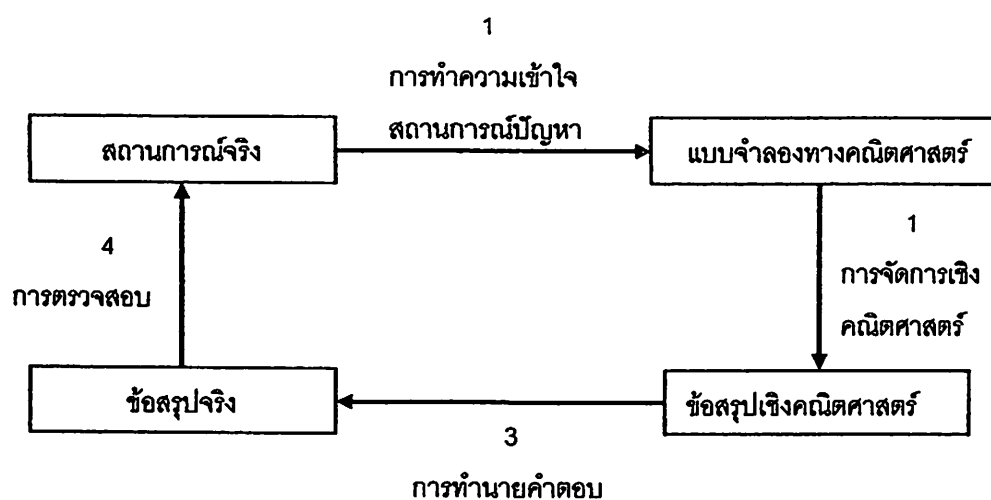 1
การทำความเข้าใจ
สถานการณ์ปัญหา
สถานการณ์จริง
แบบจำลองทางคณิตศาสตร์
1
การจัดการเชิง
คณิตศาสตร์
4
การตรวจสอบ
ข้อสรุปจริง
ข้อสรุปเชิงคณิตศาสตร์
3
การทำนายคำตอบ